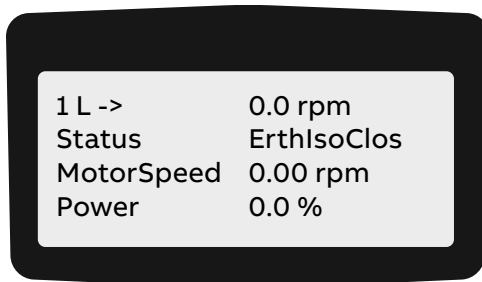 1 L -> 0.0 rpm
Status ErthIsoClos
MotorSpeed 0.00 rpm
Power 0.0 %